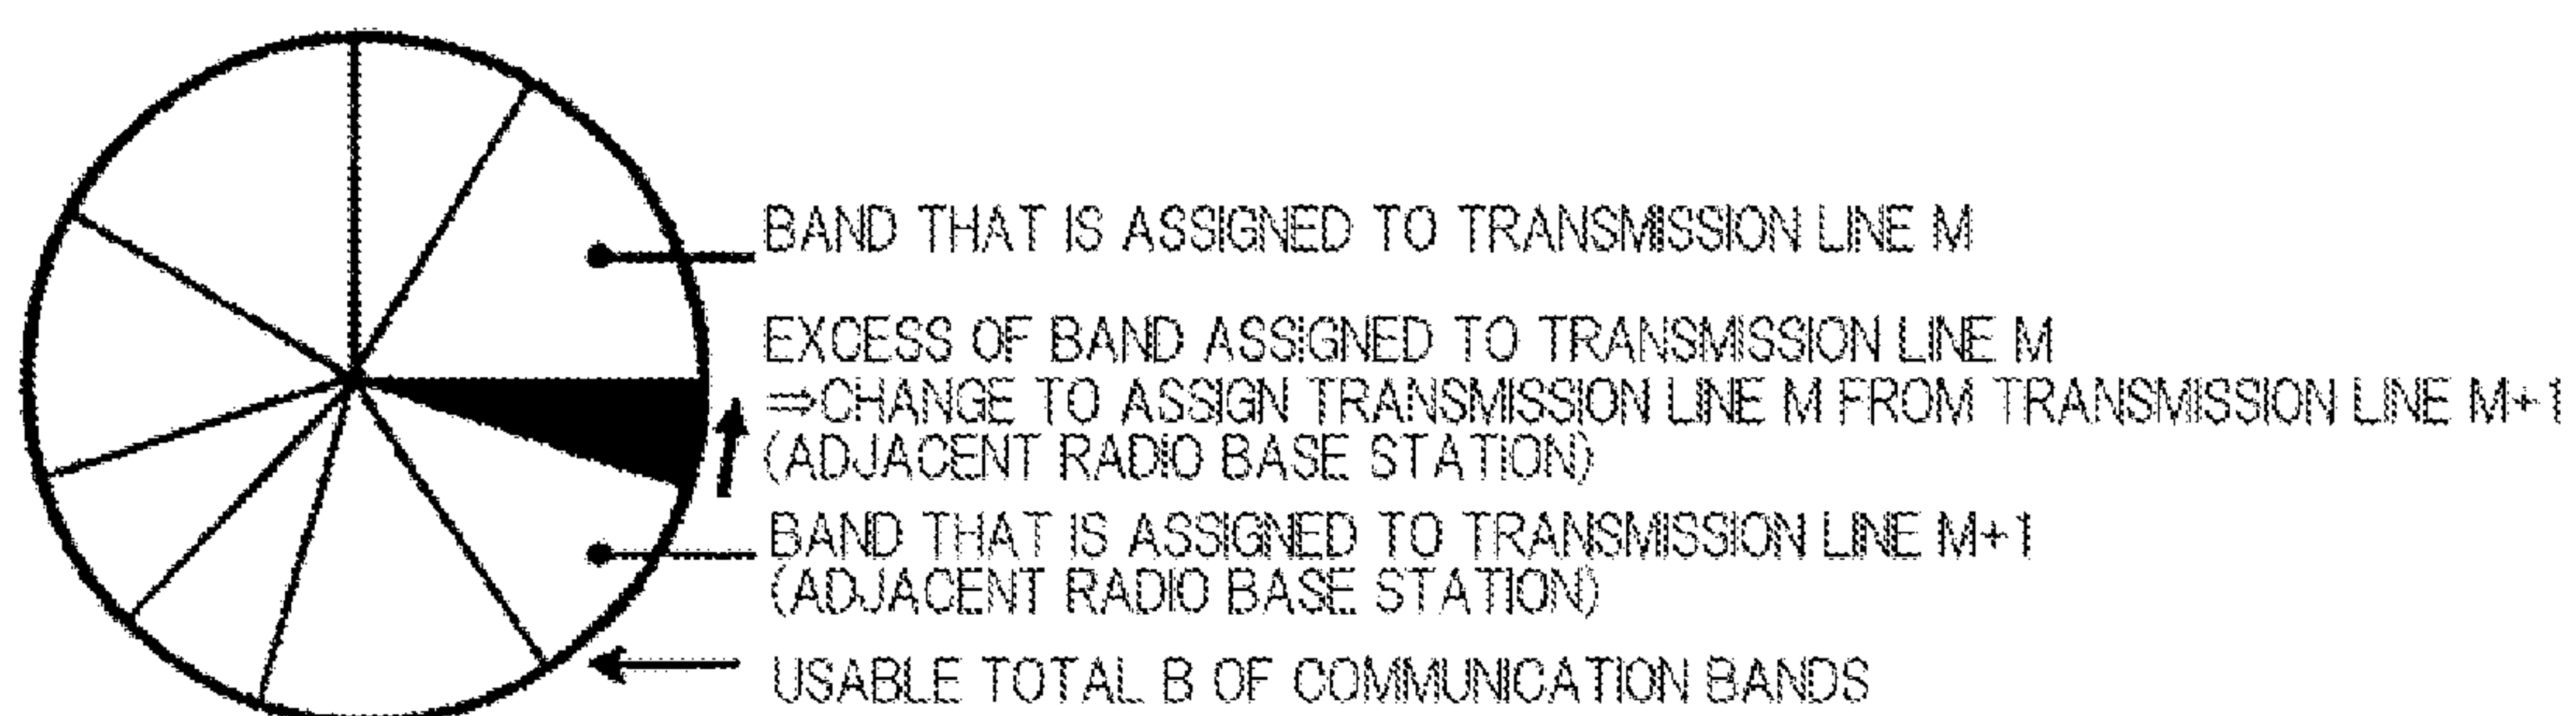 BAND THAT IS ASSIGNED TO TRANSMISSION LINE M
EXCESS OF BAND ASSIGNED TO TRANSMISSION LINE M
⇒CHANGE TO ASSIGN TRANSMISSION LINE M FROM TRANSMISSION LINE M+1
(ADJACENT RADIO BASE STATION)
BAND THAT IS ASSIGNED TO TRANSMISSION LINE M+1
(ADJACENT RADIO BASE STATION)
USABLE TOTAL B OF COMMUNICATION BANDS